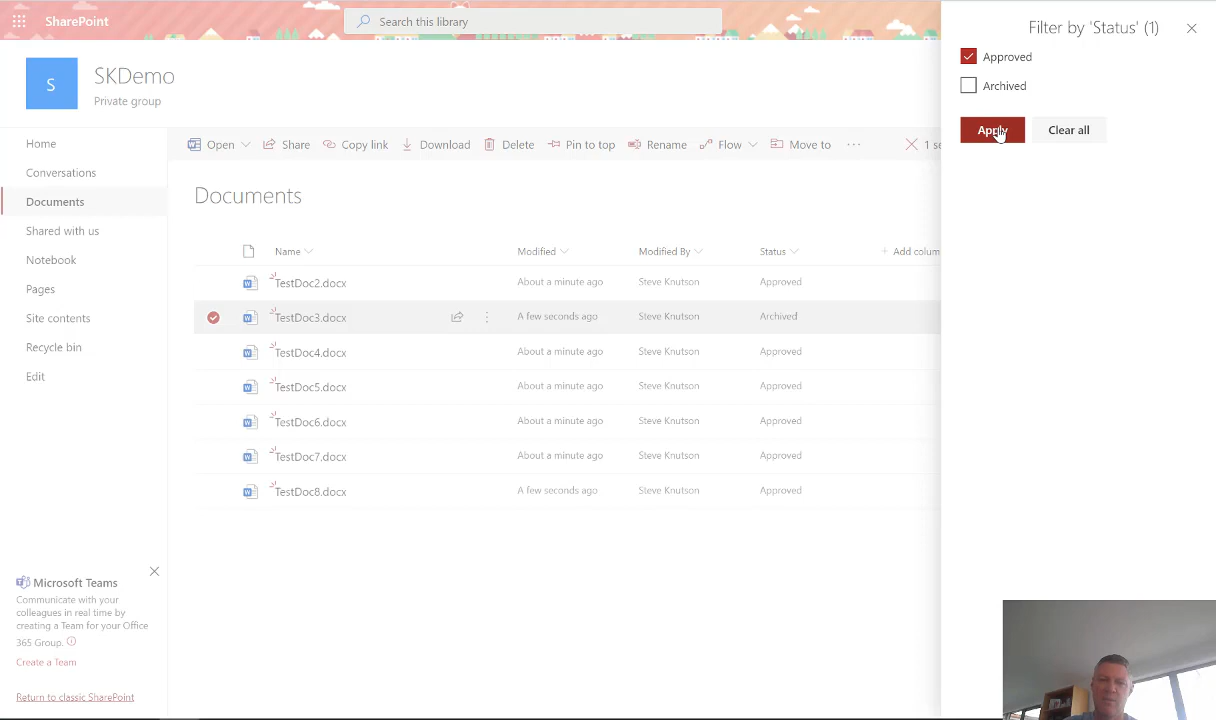 SharePoint
Search this library
Filter by 'Status' (1)
Approved
Archived
Apply
Clear all
S
SKDemo
Private group
Home
Conversations
Documents
Shared with us
Notebook
Pages
Site contents
Recycle bin
Edit
Open
Share
Copy link
Download
Delete
Pin to top
Rename
Flow
Move to
1 se
Documents
Name Modified Modified By Status + Add colum
TestDoc2.docx About a minute ago Steve Knutson Approved
TestDoc3.docx A few seconds ago Steve Knutson Archived
TestDoc4.docx About a minute ago Steve Knutson Approved
TestDoc5.docx About a minute ago Steve Knutson Approved
TestDoc6.docx About a minute ago Steve Knutson Approved
TestDoc7.docx About a minute ago Steve Knutson Approved
TestDoc8.docx A few seconds ago Steve Knutson Approved
Microsoft Teams
Communicate with your
colleagues in real time by
creating a Team for your Office
365 Group.
Create a Team
Return to classic SharePoint